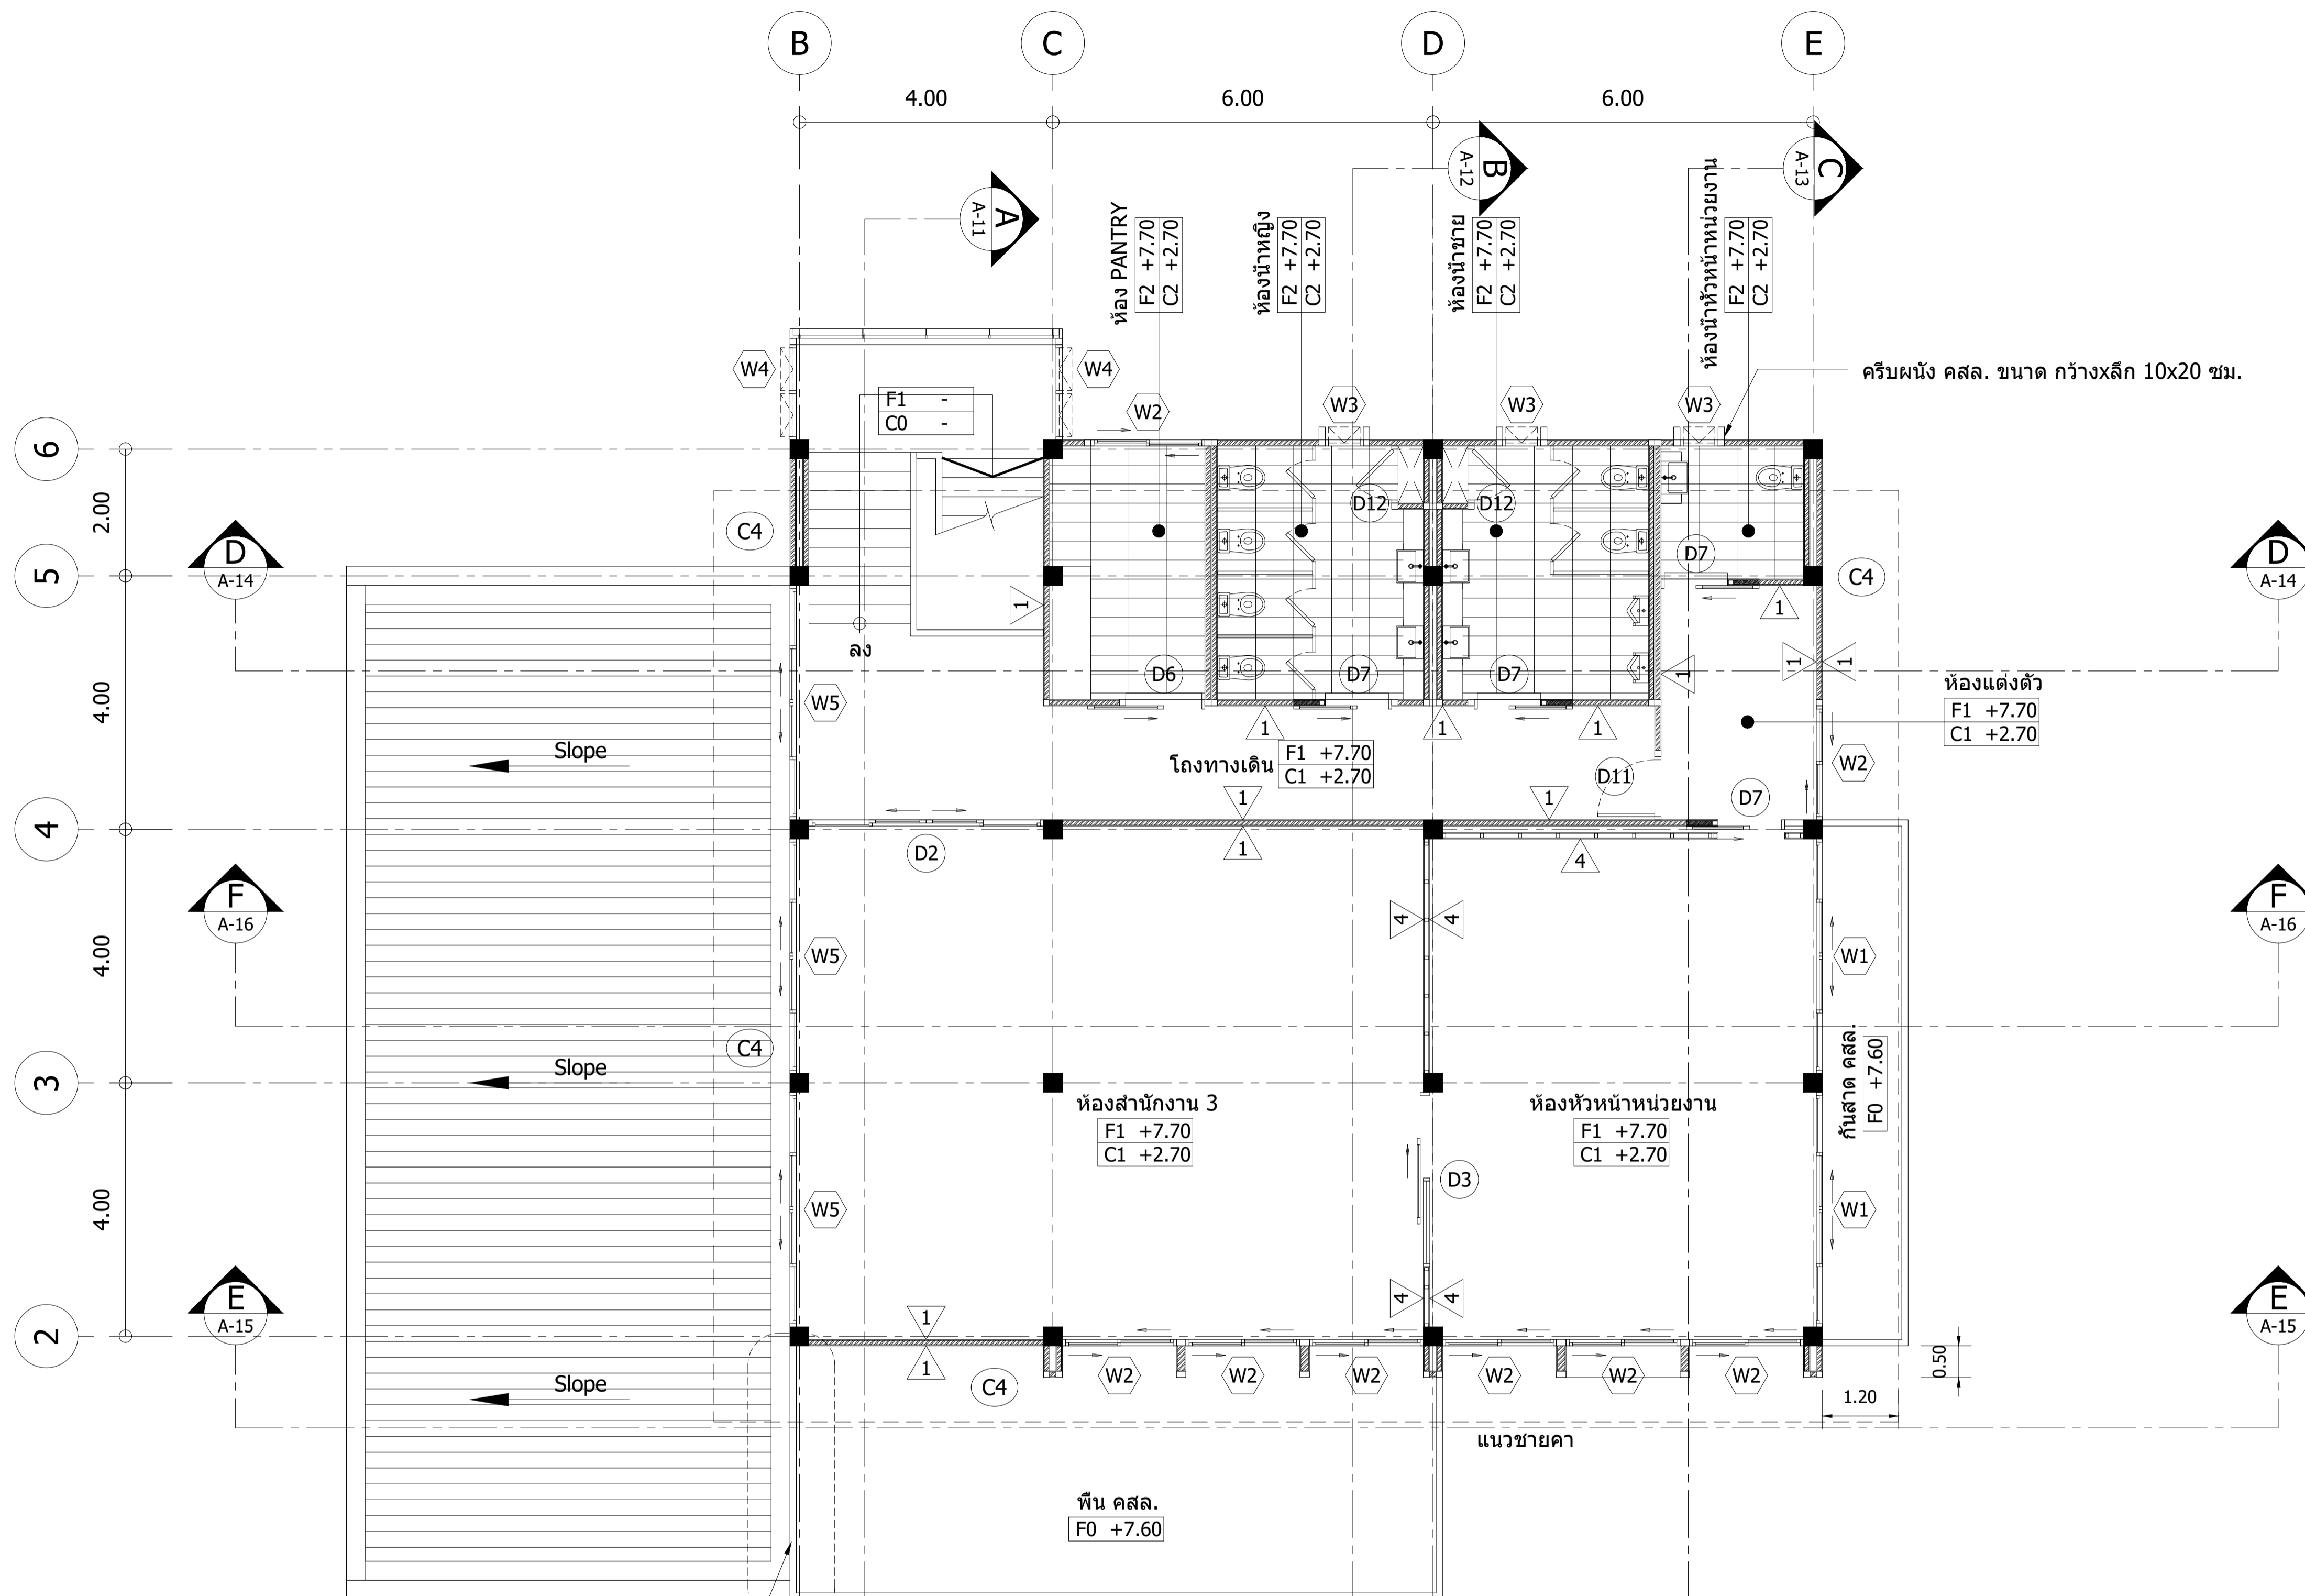 B
C
D
E
4.00
6.00
6.00
A
A-11
B
A-12
C
A-13
ห้อง PANTRY
F2 +7.70
C2 +2.70
ห้องน้ำหญิง
F2 +7.70
C2 +2.70
ห้องน้ำชาย
F2 +7.70
C2 +2.70
ห้องน้ำหัวหน้าหน่วยงาน
F2 +7.70
C2 +2.70
W4
W4
F1 -
C0 -
W2
W3
W3
W3
ครีบผนัง คสล. ขนาด กว้างxลึก 10x20 ซม.
6
2.00
C4
D12
D12
D7
D
A-14
D
A-14
5
C4
1
1
ลง
D6
D7
D7
1
1
1
4.00
W5
ห้องแต่งตัว
F1 +7.70
C1 +2.70
1
1
1
Slope
โถงทางเดิน
F1 +7.70
C1 +2.70
D11
W2
D7
1
1
4
D2
1
4
F
A-16
F
A-16
4
4
4.00
W5
W1
C4
Slope
3
ห้องสำนักงาน 3
F1 +7.70
C1 +2.70
ห้องหัวหน้าหน่วยงาน
F1 +7.70
C1 +2.70
กันสาด คสล.
F0 +7.60
D3
4.00
W5
W1
E
A-15
E
A-15
4
4
1
2
1
Slope
C4
W2
W2
W2
W2
W2
W2
0.50
1.20
แนวชายคา
พื้น คสล.
F0 +7.60